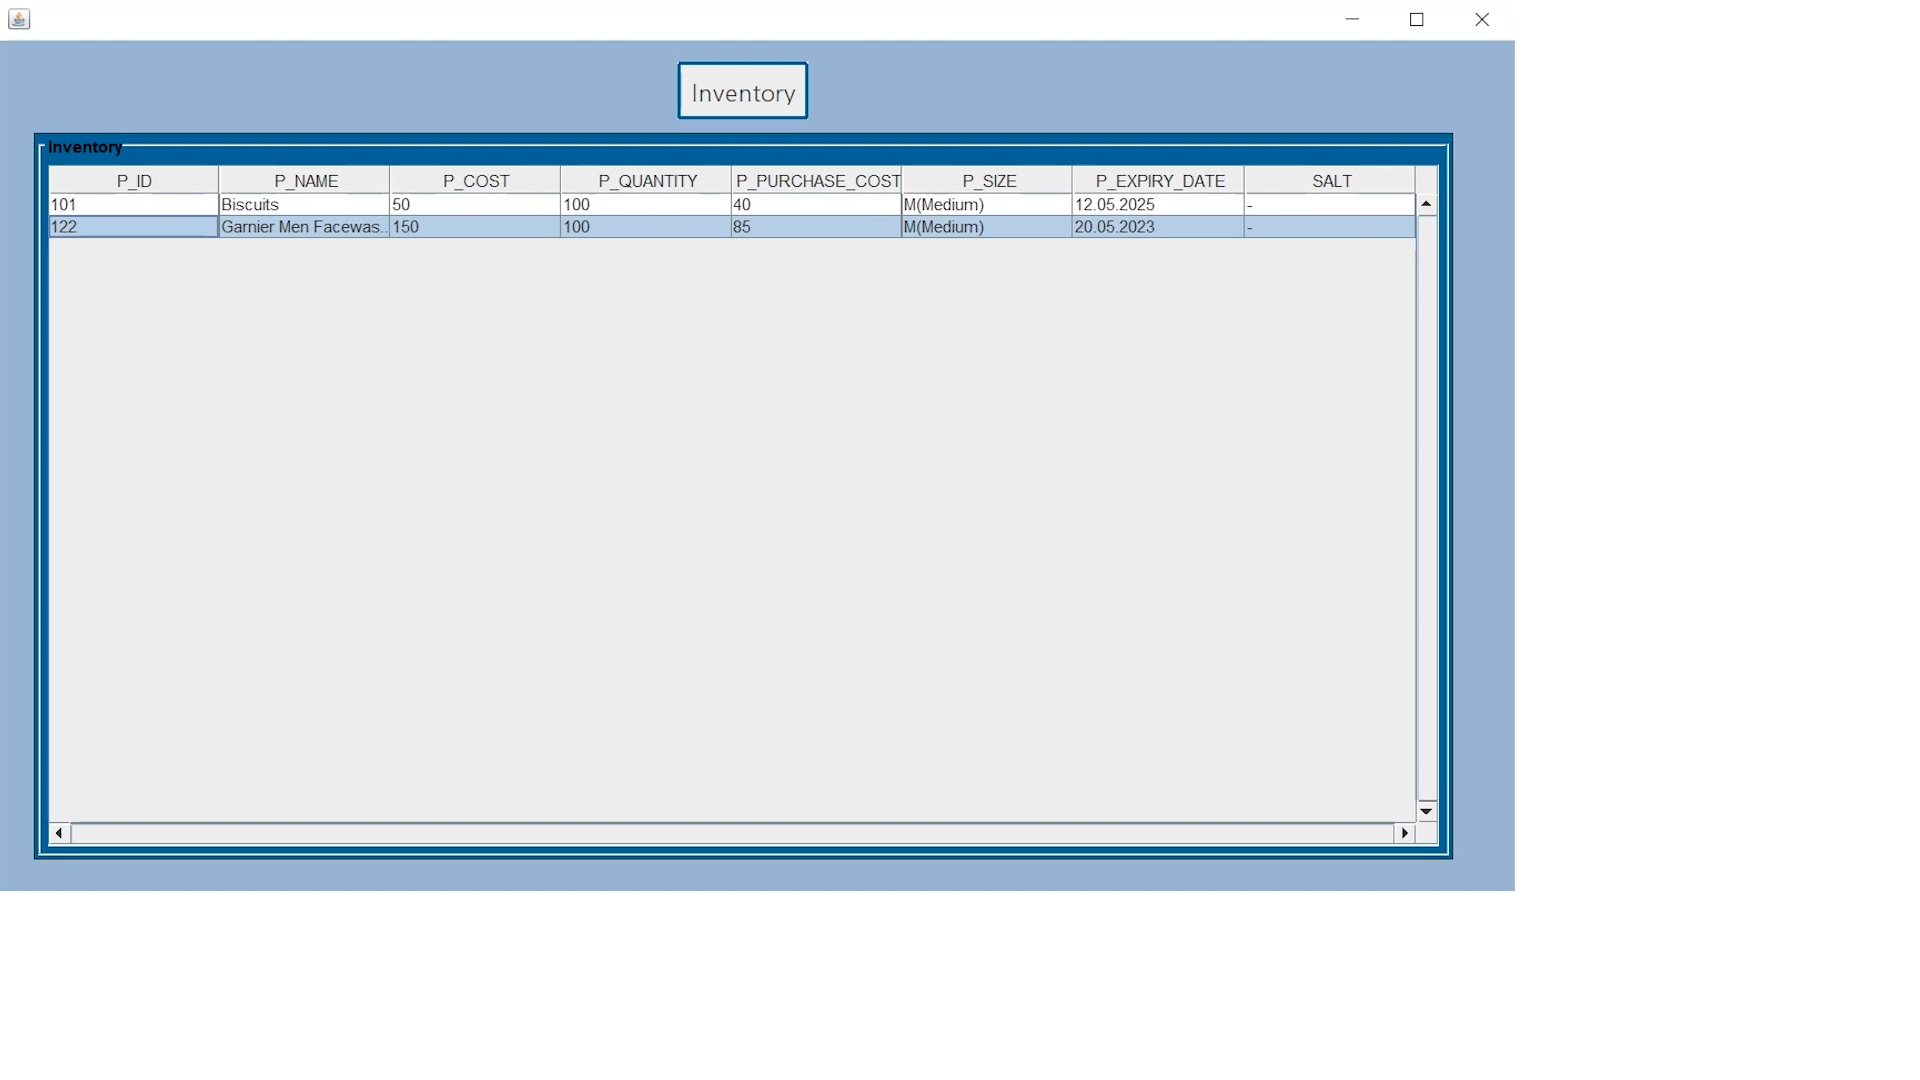 Inventory
Inventory
P_ID P_NAME P_COST P_QUANTITY P_PURCHASE_COST P_SIZE P_EXPIRY_DATE SALT
101 Biscuits 50 100 40 M(Medium) 12.05.2025 -
122 Garnier Men Facewas... 150 100 85 M(Medium) 20.05.2023 -